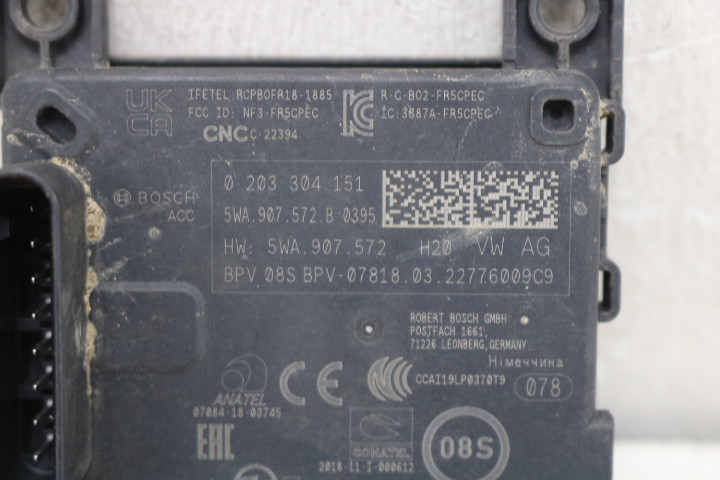 UK
CA
IFETEL: RCPBOFR18-1885
FCC ID: NF3-FR5CPEC
CNC C-22394
R-C-BO2-FR5CPEC
IC:3887A-FR5CPEC
BOSCH
ACC
0 203 304 151
5WA.907.572.B 0395
HW: 5WA.907.572 H20 VW AG
BPV 08S BPV-07818.03.22776009C9
ROBERT BOSCH GMBH
POSTFACH 1661,
71226 LEONBERG,GERMANY
Німеччина
CE
CCAI19LP0370T9
078
ANATEL
07084-18-03745
EAC
CONATEL
2018-11-I-000612
08S